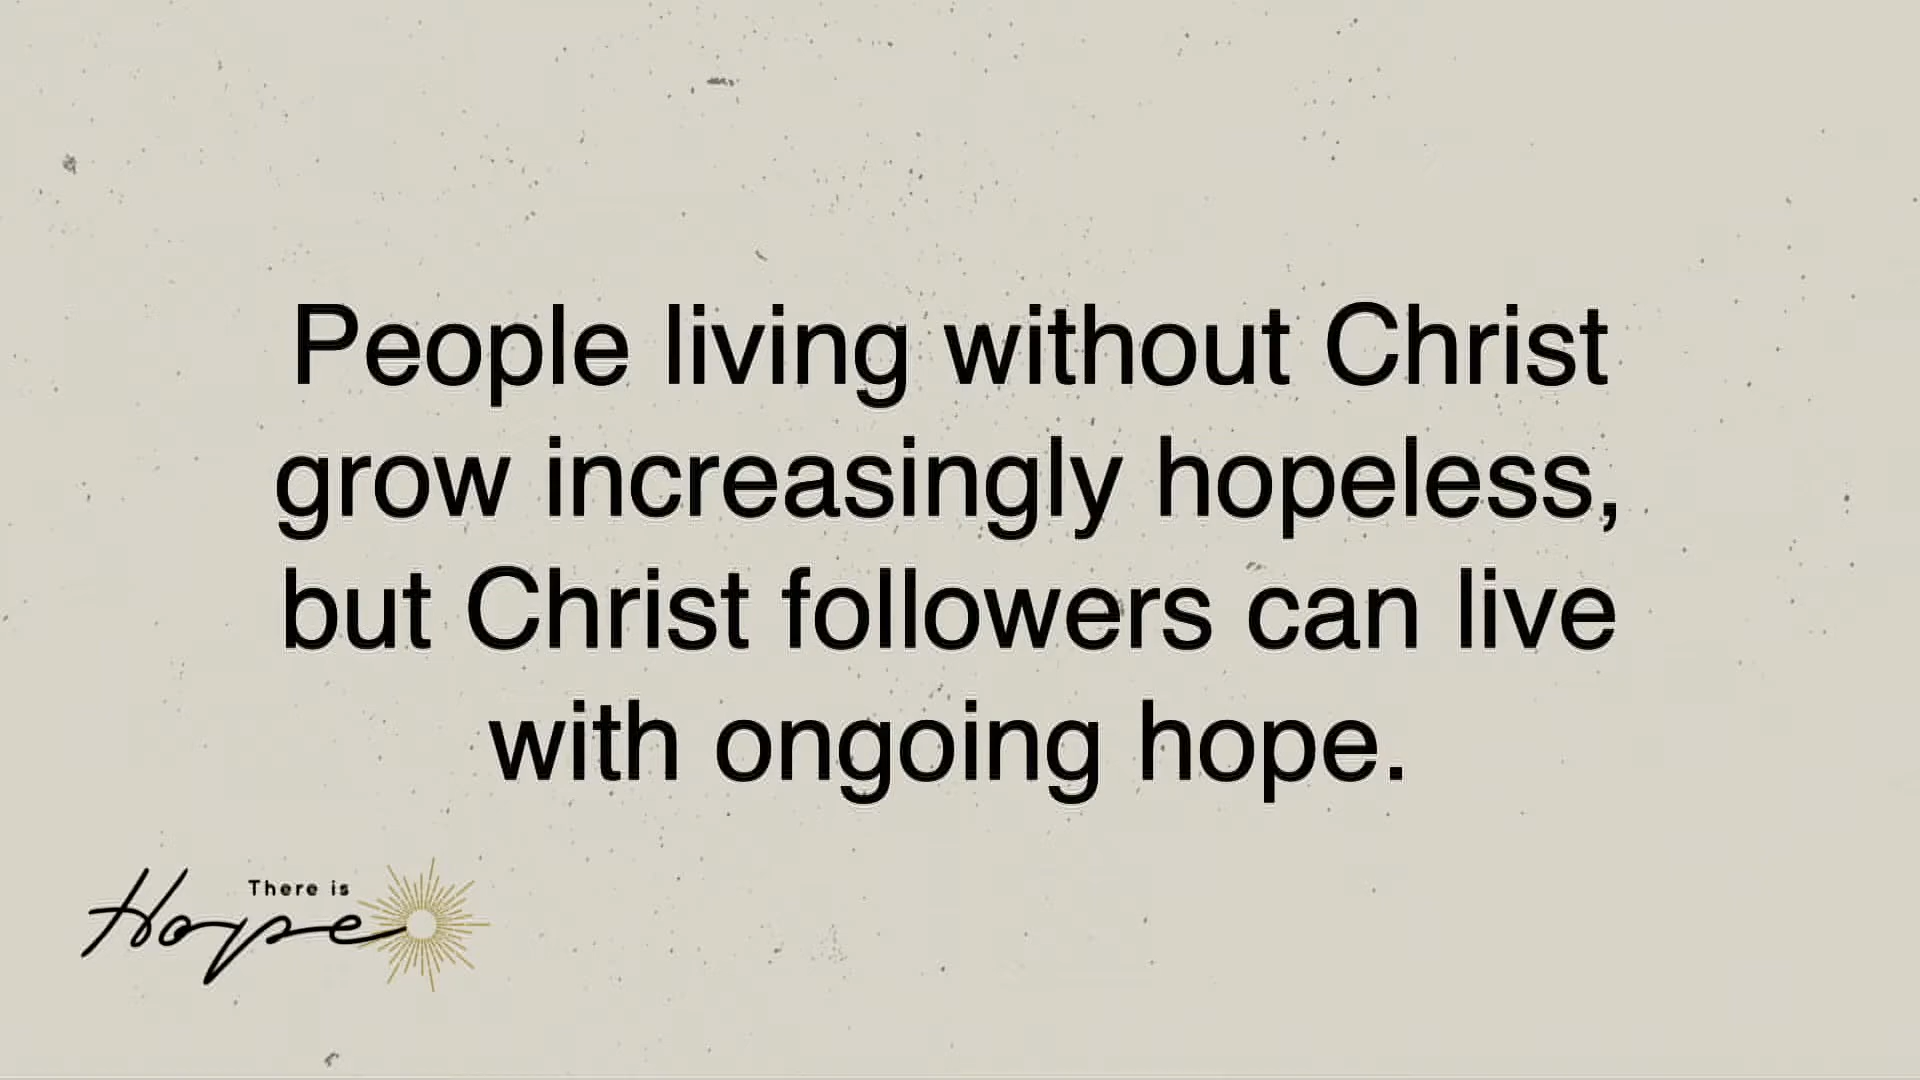 People living without Christ
grow increasingly hopeless,
but Christ followers can live
with ongoing hope.
There is
Hope